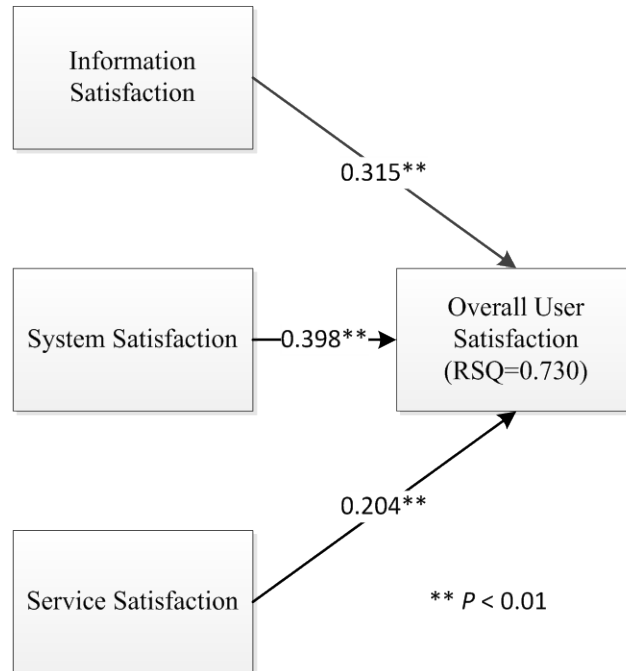 Information
Satisfaction
0.315**
System Satisfaction
0.398**
Overall User
Satisfaction
(RSQ=0.730)
0.204**
Service Satisfaction
** P < 0.01